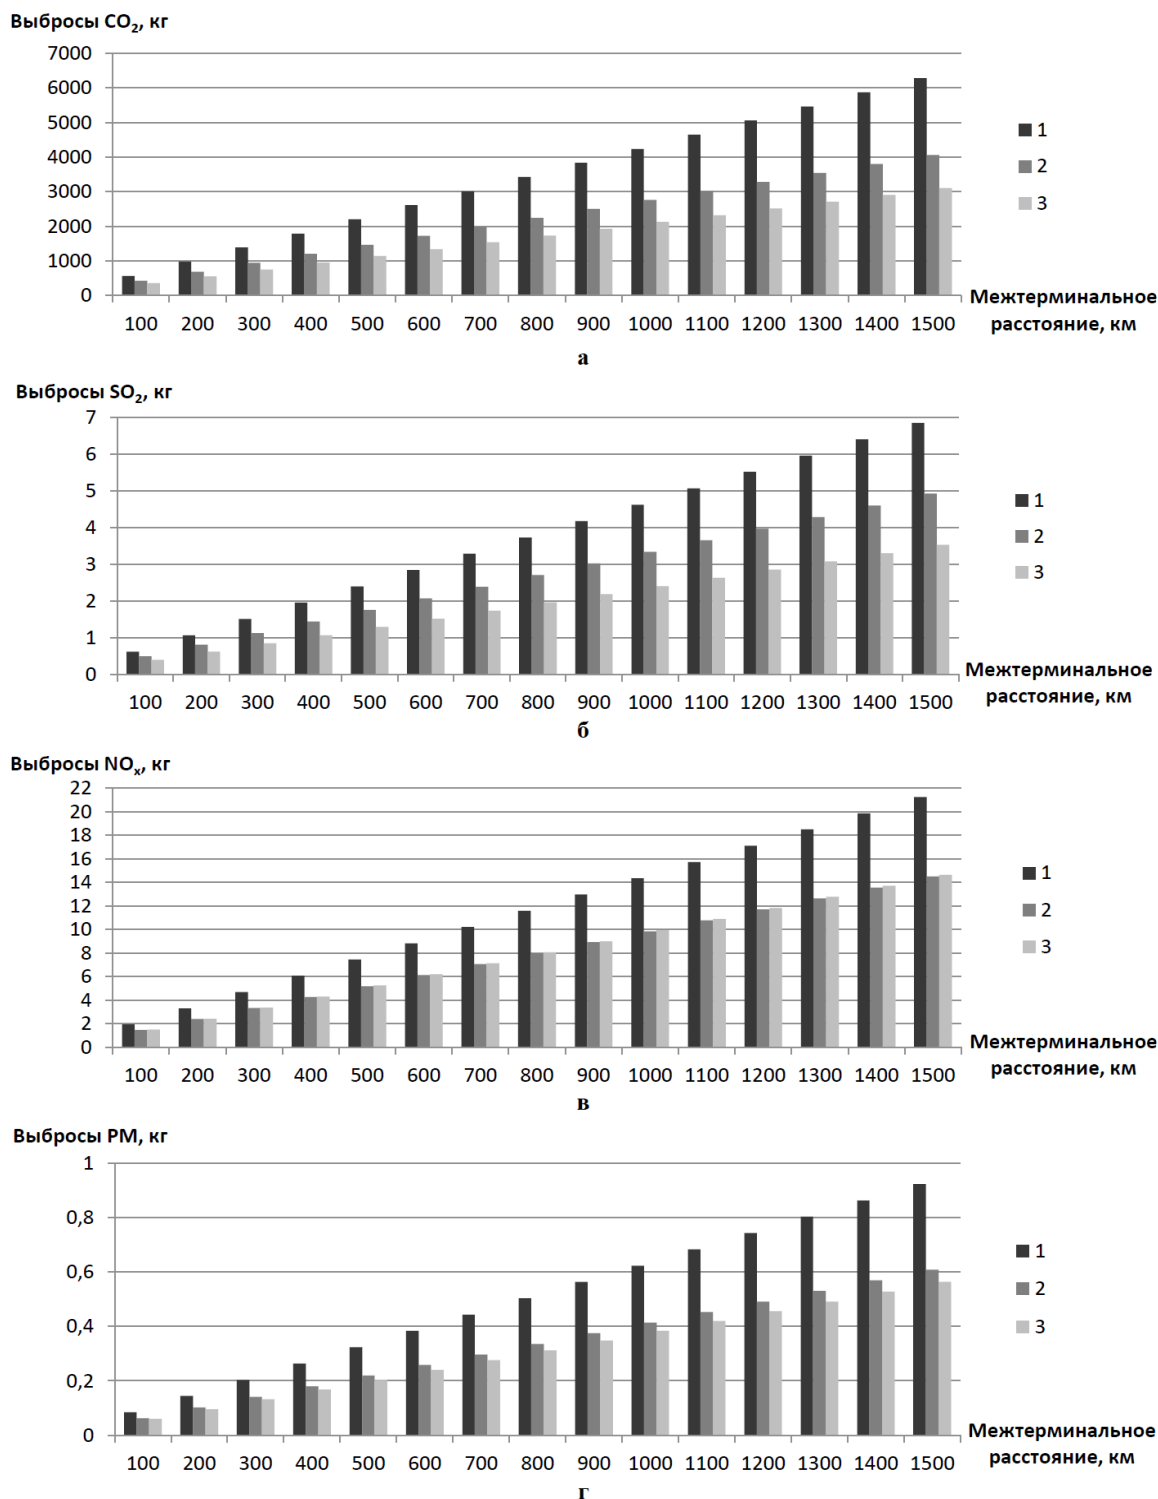 Выбросы CO₂, кг
7000
6000
5000
4000
3000
2000
1000
0
1
2
3
100 200 300 400 500 600 700 800 900 1000 1100 1200 1300 1400 1500
Межтерминальное
расстояние, км
а
Выбросы SO₂, кг
7
6
5
4
3
2
1
0
1
2
3
100 200 300 400 500 600 700 800 900 1000 1100 1200 1300 1400 1500
Межтерминальное
расстояние, км
б
Выбросы NOₓ, кг
22
20
18
16
14
12
10
8
6
4
2
0
1
2
3
100 200 300 400 500 600 700 800 900 1000 1100 1200 1300 1400 1500
Межтерминальное
расстояние, км
в
Выбросы PM, кг
1
0,8
0,6
0,4
0,2
0
1
2
3
100 200 300 400 500 600 700 800 900 1000 1100 1200 1300 1400 1500
Межтерминальное
расстояние, км
г